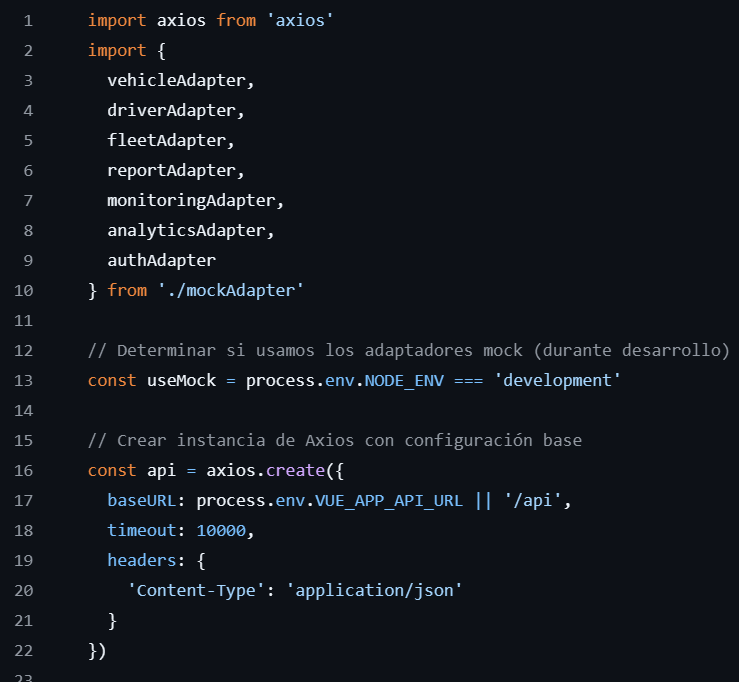 1 import axios from 'axios'
2 import {
3 vehicleAdapter,
4 driverAdapter,
5 fleetAdapter,
6 reportAdapter,
7 monitoringAdapter,
8 analyticsAdapter,
9 authAdapter
10 } from './mockAdapter'
11
12 // Determinar si usamos los adaptadores mock (durante desarrollo)
13 const useMock = process.env.NODE_ENV === 'development'
14
15 // Crear instancia de Axios con configuración base
16 const api = axios.create({
17 baseURL: process.env.VUE_APP_API_URL || '/api',
18 timeout: 10000,
19 headers: {
20 'Content-Type': 'application/json'
21 }
22 })
23